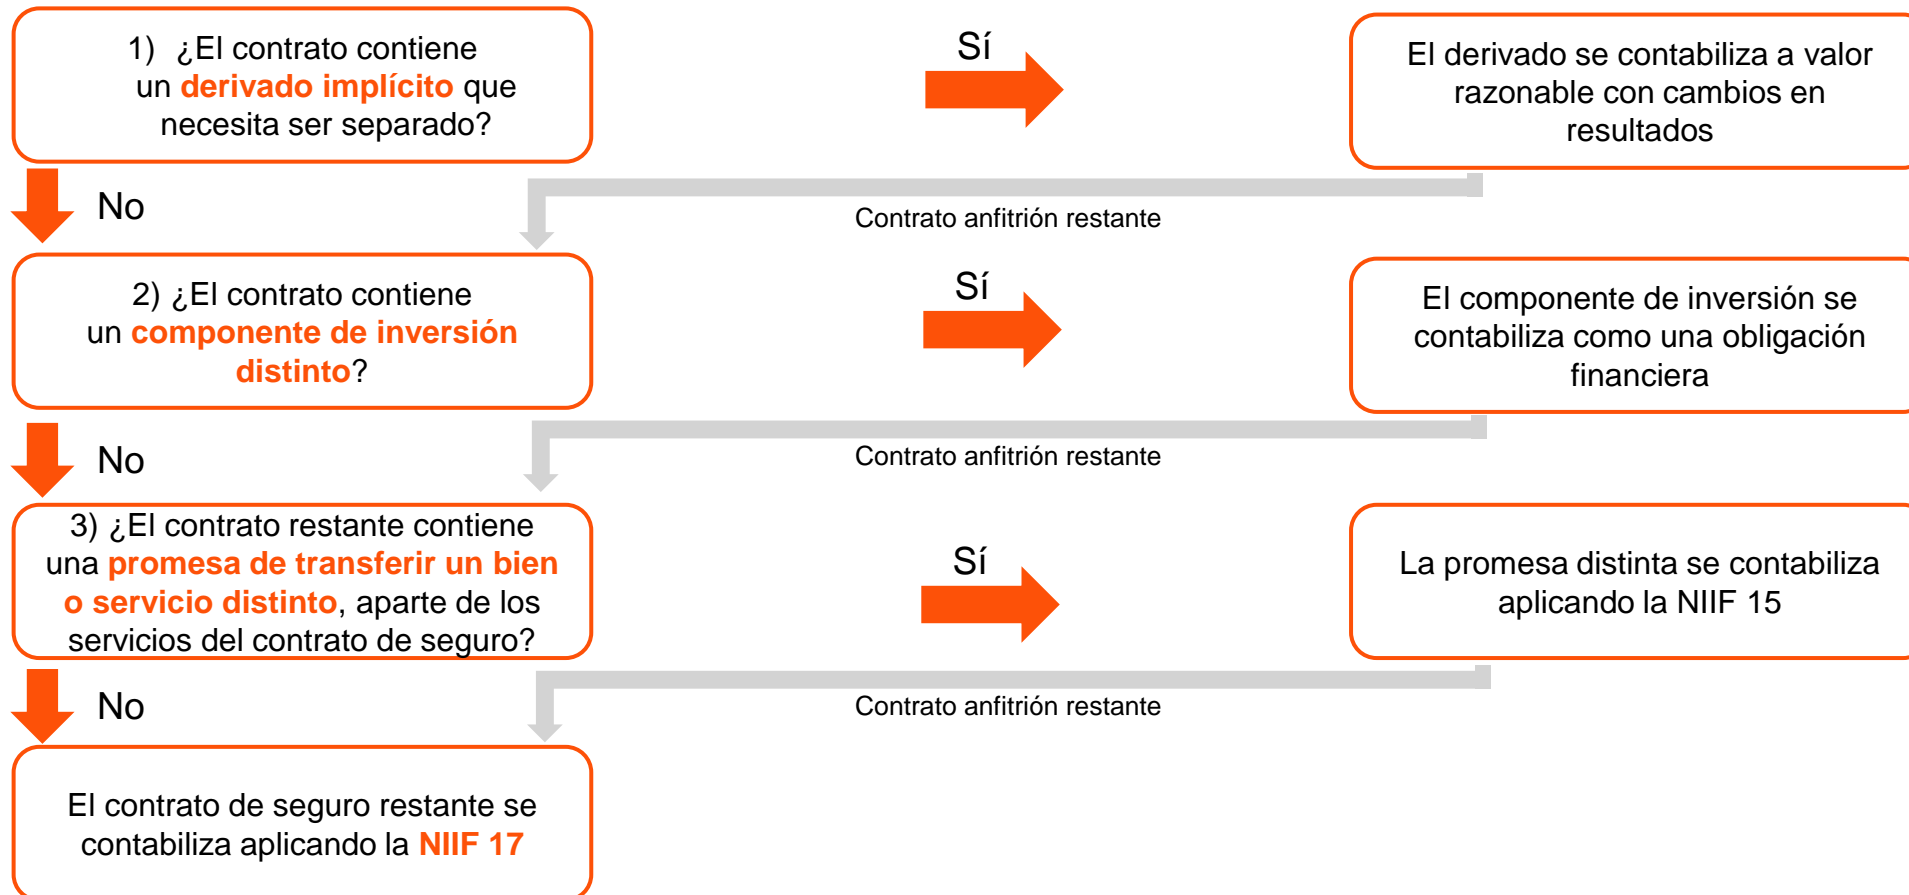 1) ¿El contrato contiene
un derivado implícito que
necesita ser separado?
Sí
El derivado se contabiliza a valor
razonable con cambios en
resultados
No
Contrato anfitrión restante
2) ¿El contrato contiene
un componente de inversión
distinto?
Sí
El componente de inversión se
contabiliza como una obligación
financiera
No
Contrato anfitrión restante
3) ¿El contrato restante contiene
una promesa de transferir un bien
o servicio distinto, aparte de los
servicios del contrato de seguro?
Sí
La promesa distinta se contabiliza
aplicando la NIIF 15
No
Contrato anfitrión restante
El contrato de seguro restante se
contabiliza aplicando la NIIF 17